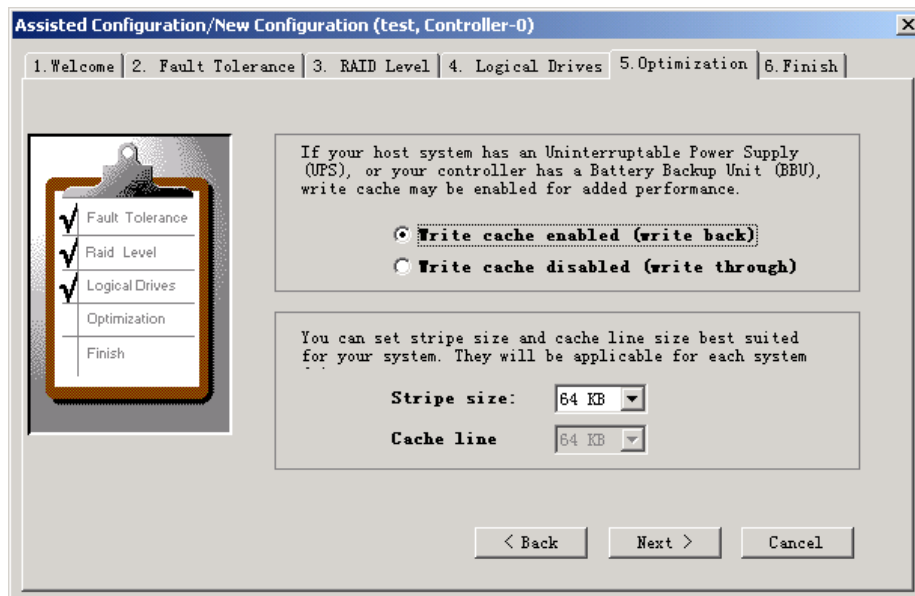 Assisted Configuration/New Configuration (test, Controller-0)
1.Welcome 2. Fault Tolerance 3. RAID Level 4. Logical Drives 5.Optimization 6.Finish
Fault Tolerance
Raid Level
Logical Drives
Optimization
Finish
If your host system has an Uninterruptable Power Supply
(UPS), or your controller has a Battery Backup Unit (BBU),
write cache may be enabled for added performance.
Write cache enabled (write back)
Write cache disabled (write through)
You can set stripe size and cache line size best suited
for your system. They will be applicable for each system
Stripe size: 64 KB
Cache line 64 KB
< Back Next > Cancel